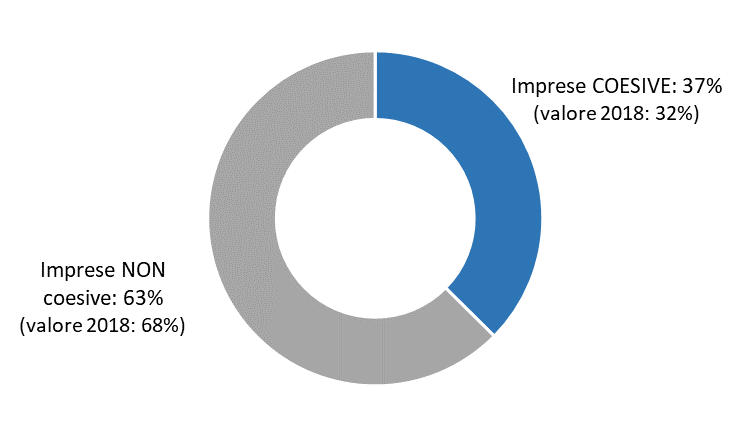 Imprese COESIVE: 37%
(valore 2018: 32%)
Imprese NON
coesive: 63%
(valore 2018: 68%)